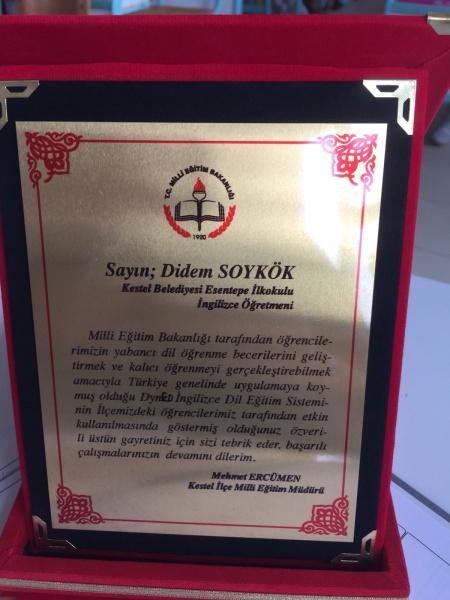 T.C. MİLLİ EĞİTİM BAKANLIĞI
1920
Sayın; Didem SOYKÖK
Kestel Belediyesi Esentepe İlkokulu
İngilizce Öğretmeni
Milli Eğitim Bakanlığı tarafından öğrencile-
rimizin yabancı dil öğrenme becerilerini geliş-
tirmek ve kalıcı öğrenmeyi gerçekleştirebilmek
amacıyla Türkiye genelinde uygulamaya koy-
muş olduğu DynEd İngilizce Dil Eğitim Sistemi-
nin İlçemizdeki öğrencilerimiz tarafından etkin
kullanılmasında göstermiş olduğunuz özveri-
li üstün gayretiniz için sizi tebrik eder, başarılı
çalışmalarınızın devamını dilerim.
Mehmet ERCÜMEN
Kestel İlçe Milli Eğitim Müdürü